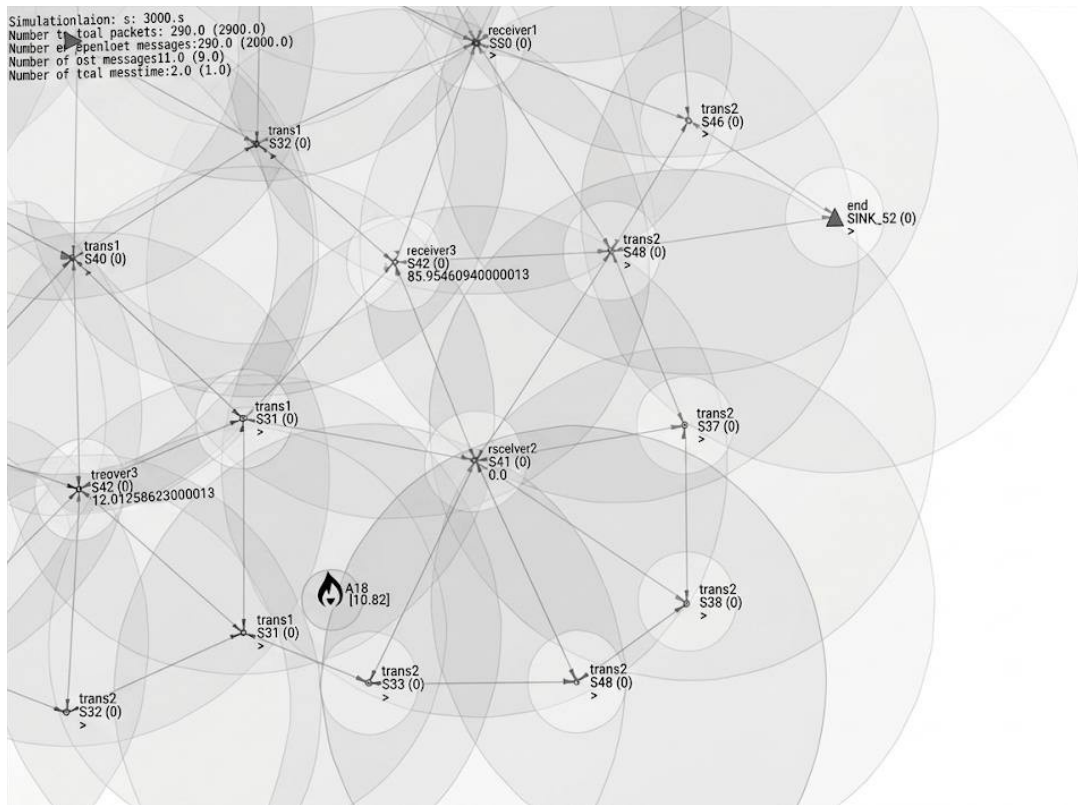 Simulationlaion: s: 3000.s
Number t toal packets: 290.0 (2900.0)
Number e epenloet messages:290.0 (2000.0)
Number of ost messages11.0 (9.0)
Number of tcal messtime:2.0 (1.0)
receiver1
SS0 (0)
>
trans2
S46 (0)
>
trans1
S32 (0)
end
SINK_52 (0)
>
trans1
S40 (0)
receiver3
S42 (0)
85.95460940000013
trans2
S48 (0)
>
trans1
S31 (0)
>
trans2
S37 (0)
>
rscelver2
S41 (0)
0.0
treover3
S42 (0)
12.01258623000013
A18
[10.82]
trans2
S38 (0)
>
trans1
S31 (0)
>
trans2
S33 (0)
>
trans2
S48 (0)
>
trans2
S32 (0)
>